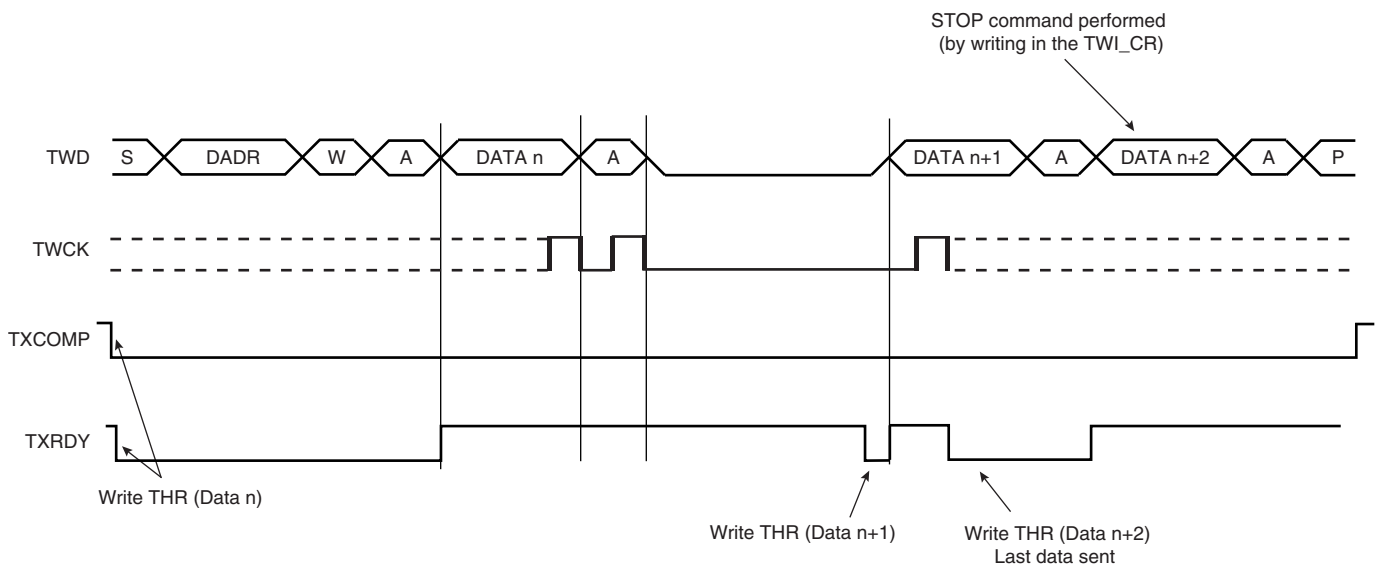 STOP command performed
(by writing in the TWI_CR)
TWD S DADR W A DATA n A DATA n+1 A DATA n+2 A P
TWCK
TXCOMP
TXRDY
Write THR (Data n)
Write THR (Data n+1)
Write THR (Data n+2)
Last data sent